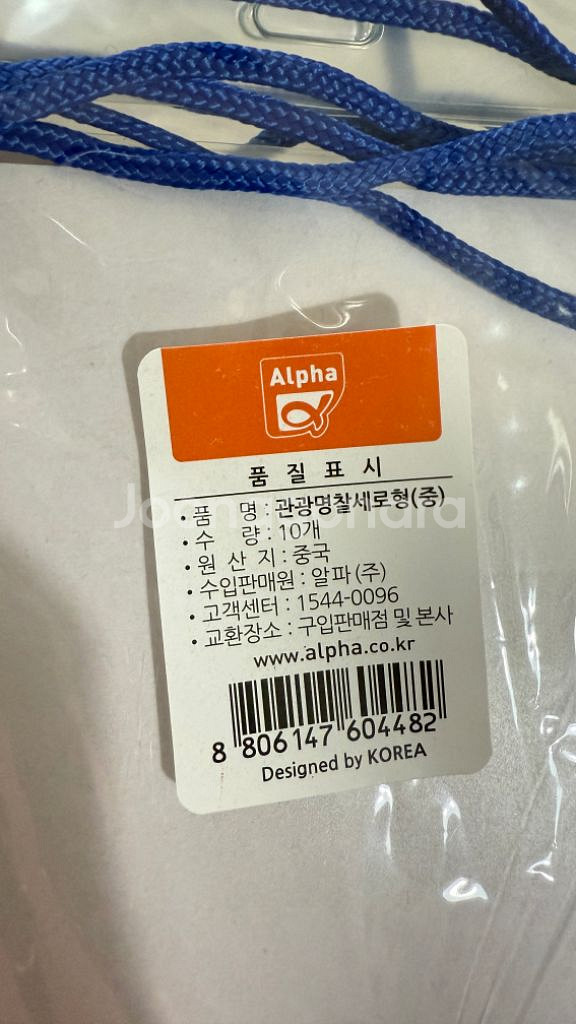 Alpha
품 질 표 시
• 품 명 : 관광명찰세로형(중)
• 수 량 : 10개
• 원 산 지 : 중국
• 수입판매원 : 알파 (주)
• 고객센터 : 1544-0096
• 교환장소 : 구입판매점 및 본사
www.alpha.co.kr
8 806147 604482
Designed by KOREA